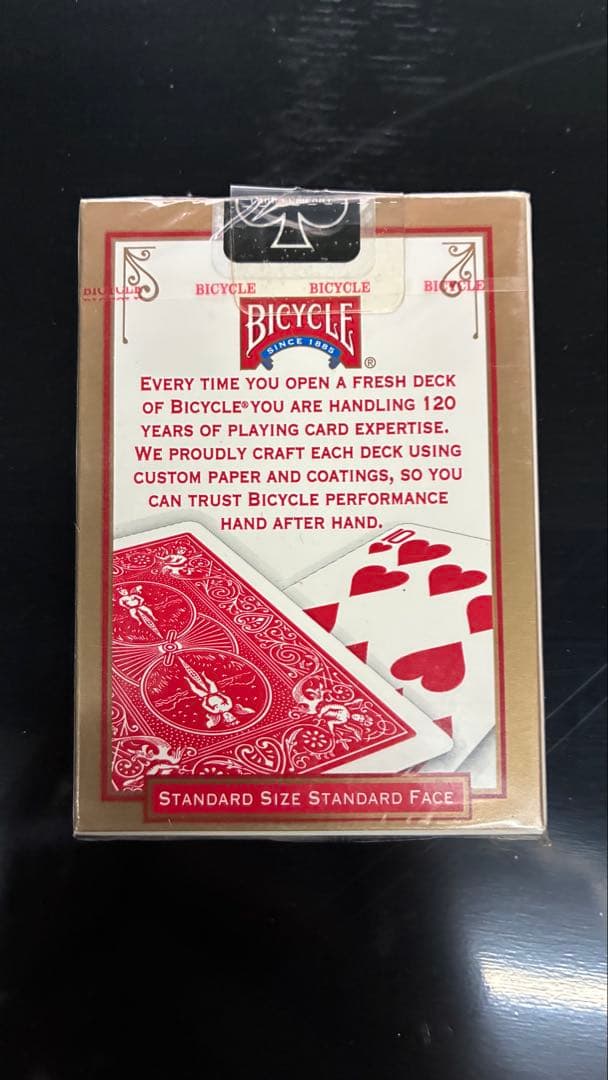 BICYCLE BICYCLE BICYCLE BICYCLE
BICYCLE
SINCE 1885
®
EVERY TIME YOU OPEN A FRESH DECK
OF BICYCLE® YOU ARE HANDLING 120
YEARS OF PLAYING CARD EXPERTISE.
WE PROUDLY CRAFT EACH DECK USING
CUSTOM PAPER AND COATINGS, SO YOU
CAN TRUST BICYCLE PERFORMANCE
HAND AFTER HAND.
10
STANDARD SIZE STANDARD FACE